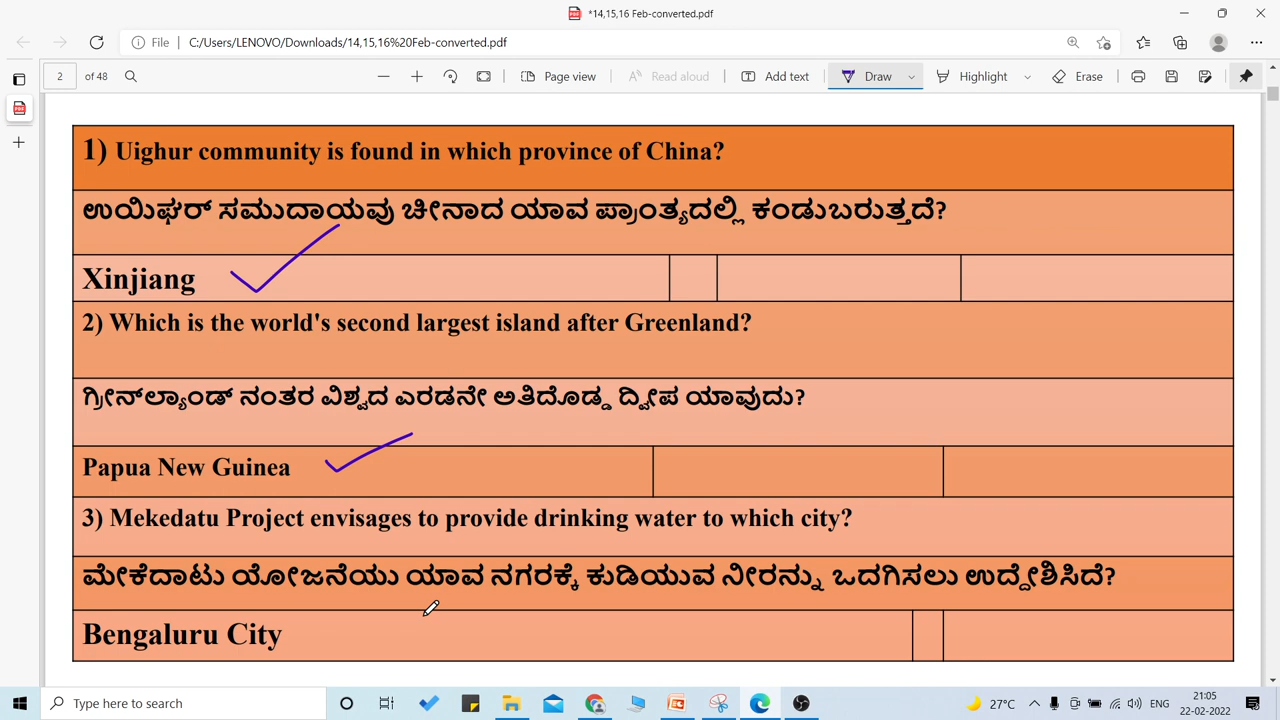 *14,15,16 Feb-converted.pdf
File C:/Users/LENOVO/Downloads/14,15,16%20Feb-converted.pdf
2 of 48 Page view Read aloud Add text Draw Highlight Erase
1) Uighur community is found in which province of China?
ಉಯಿಘರ್ ಸಮುದಾಯವು ಚೀನಾದ ಯಾವ ಪ್ರಾಂತ್ಯದಲ್ಲಿ ಕಂಡುಬರುತ್ತದೆ?
Xinjiang
2) Which is the world's second largest island after Greenland?
ಗ್ರೀನ್‌ಲ್ಯಾಂಡ್ ನಂತರ ವಿಶ್ವದ ಎರಡನೇ ಅತಿದೊಡ್ಡ ದ್ವೀಪ ಯಾವುದು?
Papua New Guinea
3) Mekedatu Project envisages to provide drinking water to which city?
ಮೇಕೆದಾಟು ಯೋಜನೆಯು ಯಾವ ನಗರಕ್ಕೆ ಕುಡಿಯುವ ನೀರನ್ನು ಒದಗಿಸಲು ಉದ್ದೇಶಿಸಿದೆ?
Bengaluru City
Type here to search 27°C ENG 21:05
22-02-2022